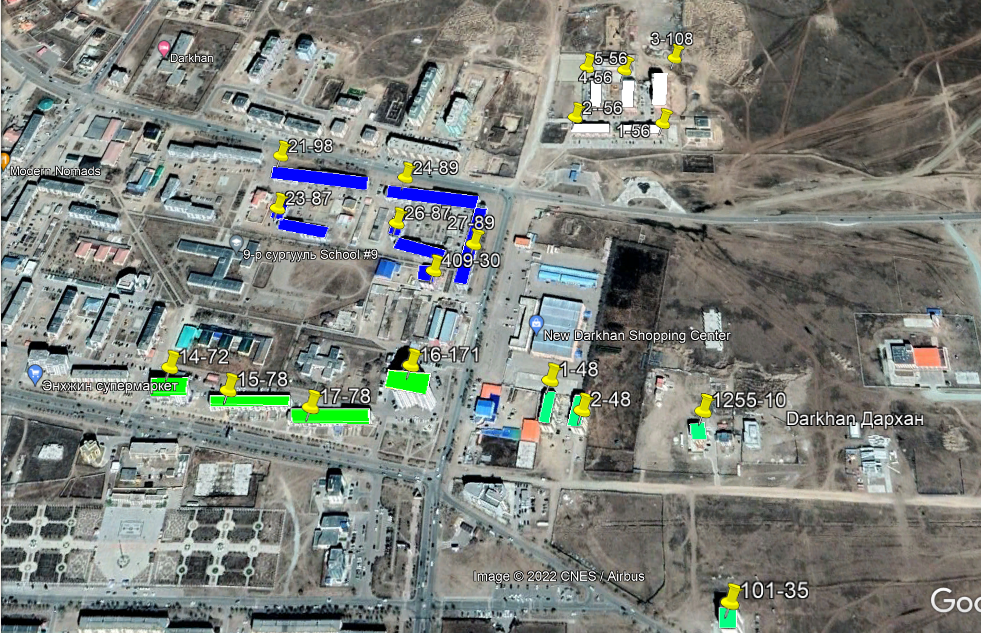 3-108
Darkhan
5-56
4-56
2--56
1-56
21-98
Modern Nomads
24-89
23-87
26-87
27-89
9-р сургууль School #9
409-30
New Darkhan Shopping Center
14-72
16-171
Энхжин супермаркет
15-78
1-48
17-78
2-48
1255-10
Darkhan Дархан
Image © 2022 CNES / Airbus
101-35
Goo